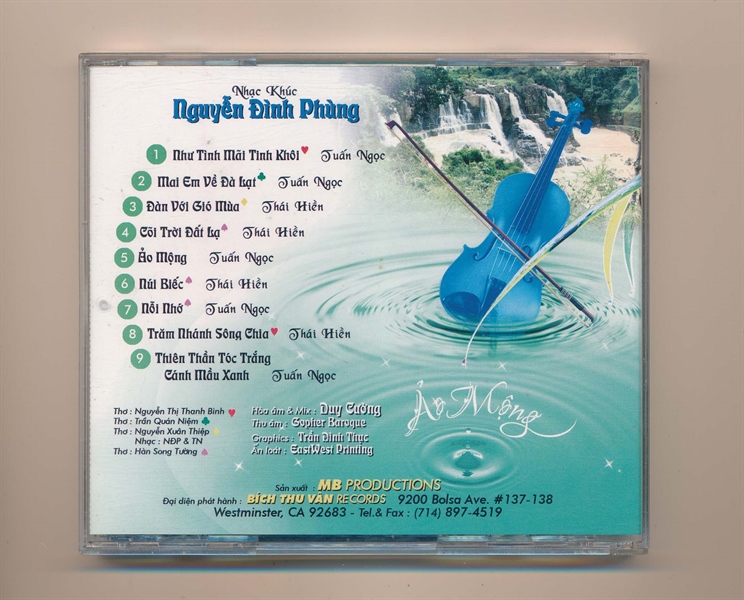 Nhạc Khúc
Nguyễn Đình Phùng
1 Như Tình Mãi Tinh Khôi ♥ Tuấn Ngọc
2 Mai Em Về Đà Lạt ♣ Tuấn Ngọc
3 Đàn Với Gió Mùa ♦ Thái Hiền
4 Cõi Trời Đất Lạ ♠ Thái Hiền
5 Ảo Mộng Tuấn Ngọc
6 Núi Biếc ♠ Thái Hiền
7 Nỗi Nhớ ♠ Tuấn Ngọc
8 Trăm Nhánh Sông Chia ♥ Thái Hiền
9 Thiên Thần Tóc Trắng
Cánh Mầu Xanh Tuấn Ngọc
Ảo Mộng
Thơ : Nguyễn Thị Thanh Bình ♥
Thơ : Trần Quán Niệm ♣
Thơ : Nguyễn Xuân Thiệp ♦
Nhạc : NĐP & TN
Thơ : Hàn Song Tường ♠
Hòa âm & Mix : Duy Cường
Thu âm : Gopher Baroque
Graphics : Trần Đình Thục
Ấn loát : EastWest Printing
Sản xuất : MB PRODUCTIONS
Đại diện phát hành : BÍCH THU VÂN RECORDS 9200 Bolsa Ave. #137-138
Westminster, CA 92683 - Tel.& Fax : (714) 897-4519